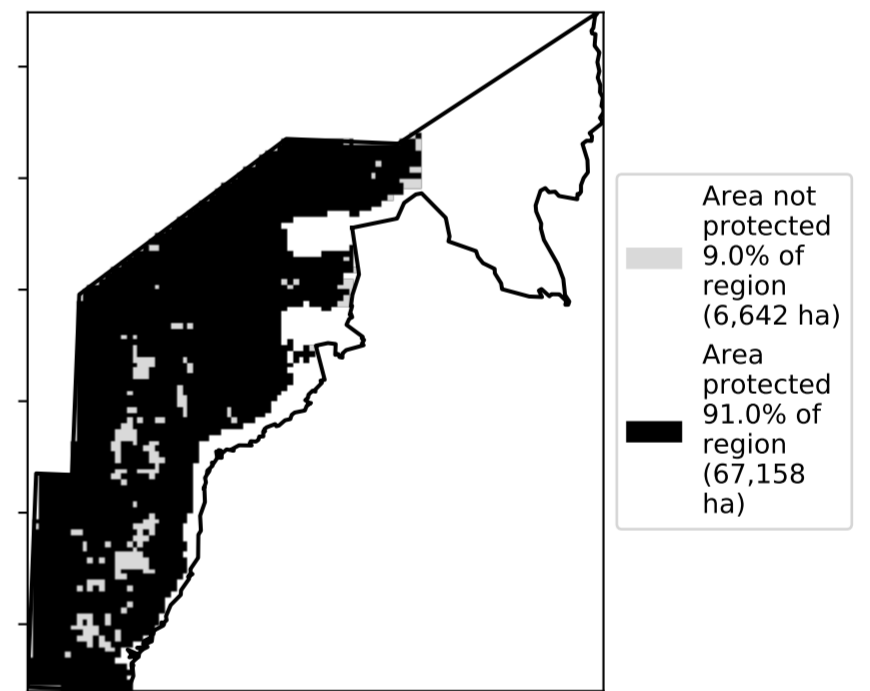 Area not
protected
9.0% of
region
(6,642 ha)
Area
protected
91.0% of
region
(67,158
ha)